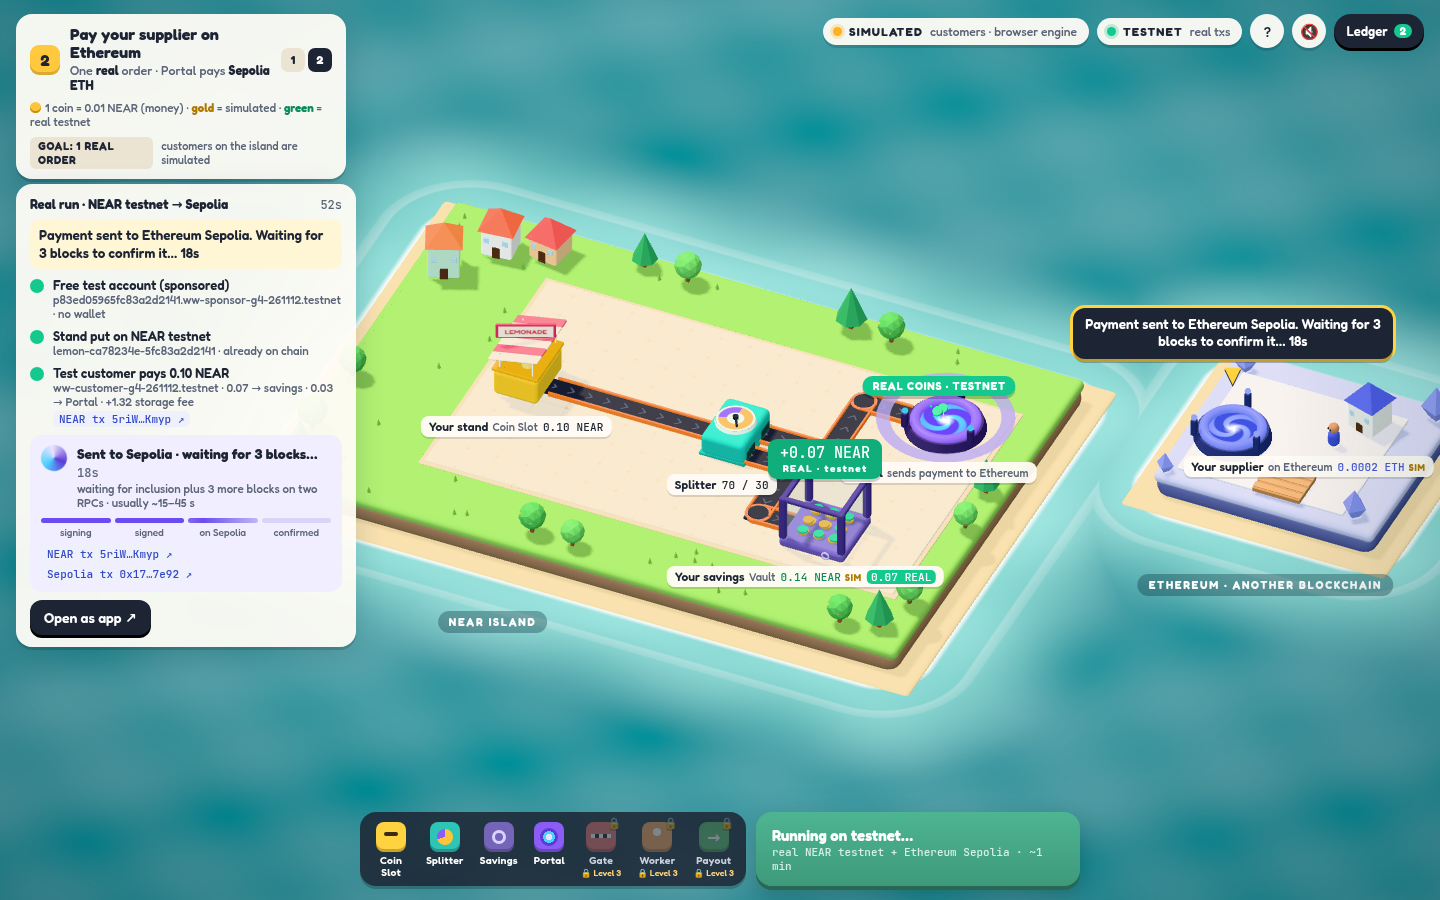 2
Pay your supplier on
Ethereum
One real order · Portal pays Sepolia
ETH
1 2
1 coin = 0.01 NEAR (money) · gold = simulated · green =
real testnet
GOAL: 1 REAL
ORDER
customers on the island are
simulated
SIMULATED customers · browser engine
TESTNET real txs
?
Ledger 2
Real run · NEAR testnet → Sepolia 52s
Payment sent to Ethereum Sepolia. Waiting for
3 blocks to confirm it... 18s
Free test account (sponsored)
p83ed05965fc83a2d2141.ww-sponsor-g4-261112.testnet
· no wallet
Stand put on NEAR testnet
lemon-ca78234e-5fc83a2d2141 · already on chain
Test customer pays 0.10 NEAR
ww-customer-g4-261112.testnet · 0.07 → savings · 0.03
→ Portal · +1.32 storage fee
NEAR tx 5riW…Kmyp ↗
Sent to Sepolia · waiting for 3 blocks…
18s
waiting for inclusion plus 3 more blocks on two
RPCs · usually ~15–45 s
signing signed on Sepolia confirmed
NEAR tx 5riW…Kmyp ↗
Sepolia tx 0x17…7e92 ↗
Open as app ↗
LEMONADE
Your stand Coin Slot 0.10 NEAR
REAL COINS · TESTNET
+0.07 NEAR
REAL · testnet
sends payment to Ethereum
Splitter 70 / 30
Your savings Vault 0.14 NEAR SIM 0.07 REAL
NEAR ISLAND
Payment sent to Ethereum Sepolia. Waiting for 3
blocks to confirm it... 18s
Your supplier on Ethereum 0.0002 ETH SIM
ETHEREUM · ANOTHER BLOCKCHAIN
Coin
Slot
Splitter
Savings
Portal
Gate
Level 3
Worker
Level 3
Payout
Level 3
Running on testnet…
real NEAR testnet + Ethereum Sepolia · ~1
min